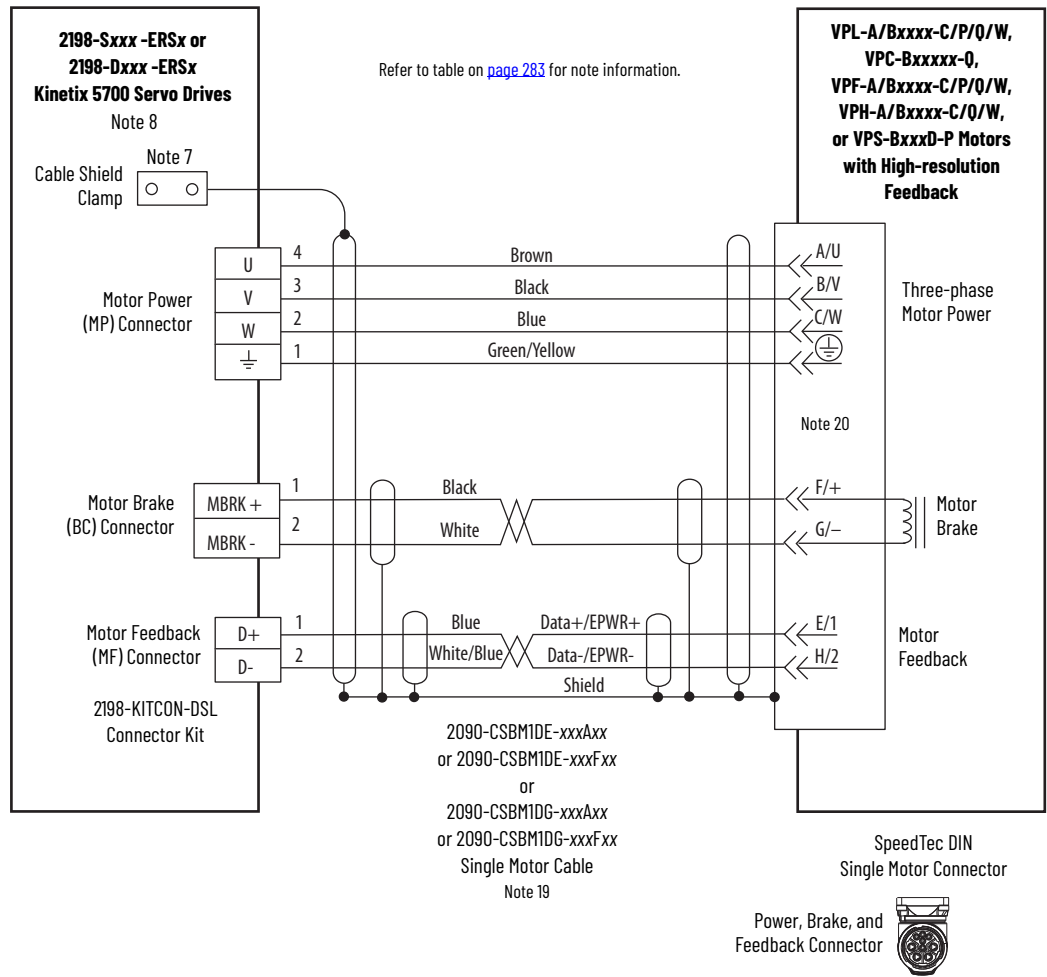 2198-Sxxx -ERSx or
2198-Dxxx -ERSx
Kinetix 5700 Servo Drives
Note 8
Note 7
Cable Shield
Clamp
Refer to table on page 283 for note information.
VPL-A/Bxxxx-C/P/Q/W,
VPC-Bxxxxx-Q,
VPF-A/Bxxxx-C/P/Q/W,
VPH-A/Bxxxx-C/Q/W,
or VPS-BxxxD-P Motors
with High-resolution
Feedback
Motor Power
(MP) Connector
U
V
W
4
3
2
1
Brown
Black
Blue
Green/Yellow
A/U
B/V
C/W
Three-phase
Motor Power
Note 20
Motor Brake
(BC) Connector
MBRK +
MBRK -
1
2
Black
White
F/+
G/−
Motor
Brake
Motor Feedback
(MF) Connector
D+
D-
1
2
Blue
White/Blue
Data+/EPWR+
Data-/EPWR-
Shield
E/1
H/2
Motor
Feedback
2198-KITCON-DSL
Connector Kit
2090-CSBM1DE-xxxAxx
or 2090-CSBM1DE-xxxFxx
or
2090-CSBM1DG-xxxAxx
or 2090-CSBM1DG-xxxFxx
Single Motor Cable
Note 19
SpeedTec DIN
Single Motor Connector
Power, Brake, and
Feedback Connector